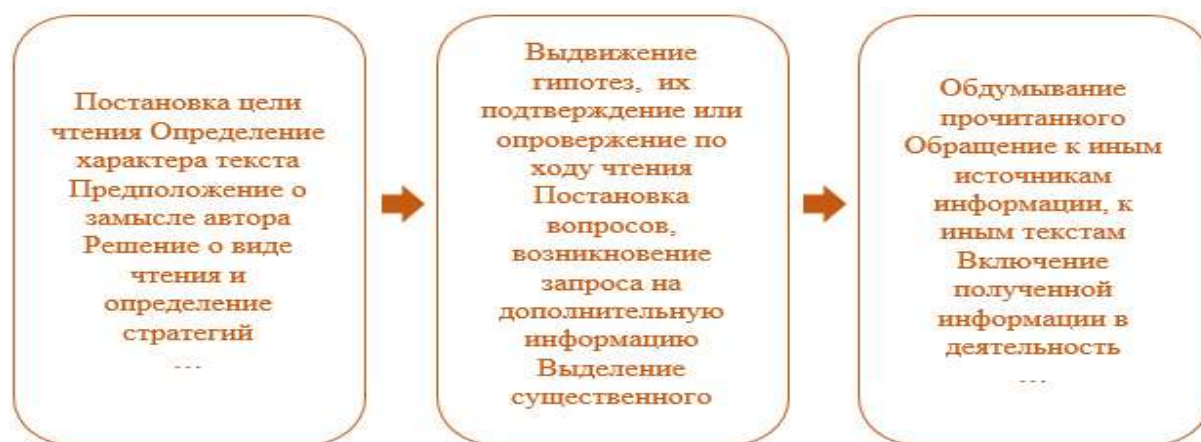 Постановка цели
чтения Определение
характера текста
Предположение о
замысле автора
Решение о виде
чтения и
определение
стратегий
...
Выдвижение
гипотез, их
подтверждение или
опровержение по
ходу чтения
Постановка
вопросов,
возникновение
запроса на
дополнительную
информацию
Выделение
существенного
Обдумывание
прочитанного
Обращение к иным
источникам
информации, к
иным текстам
Включение
полученной
информации в
деятельность
...